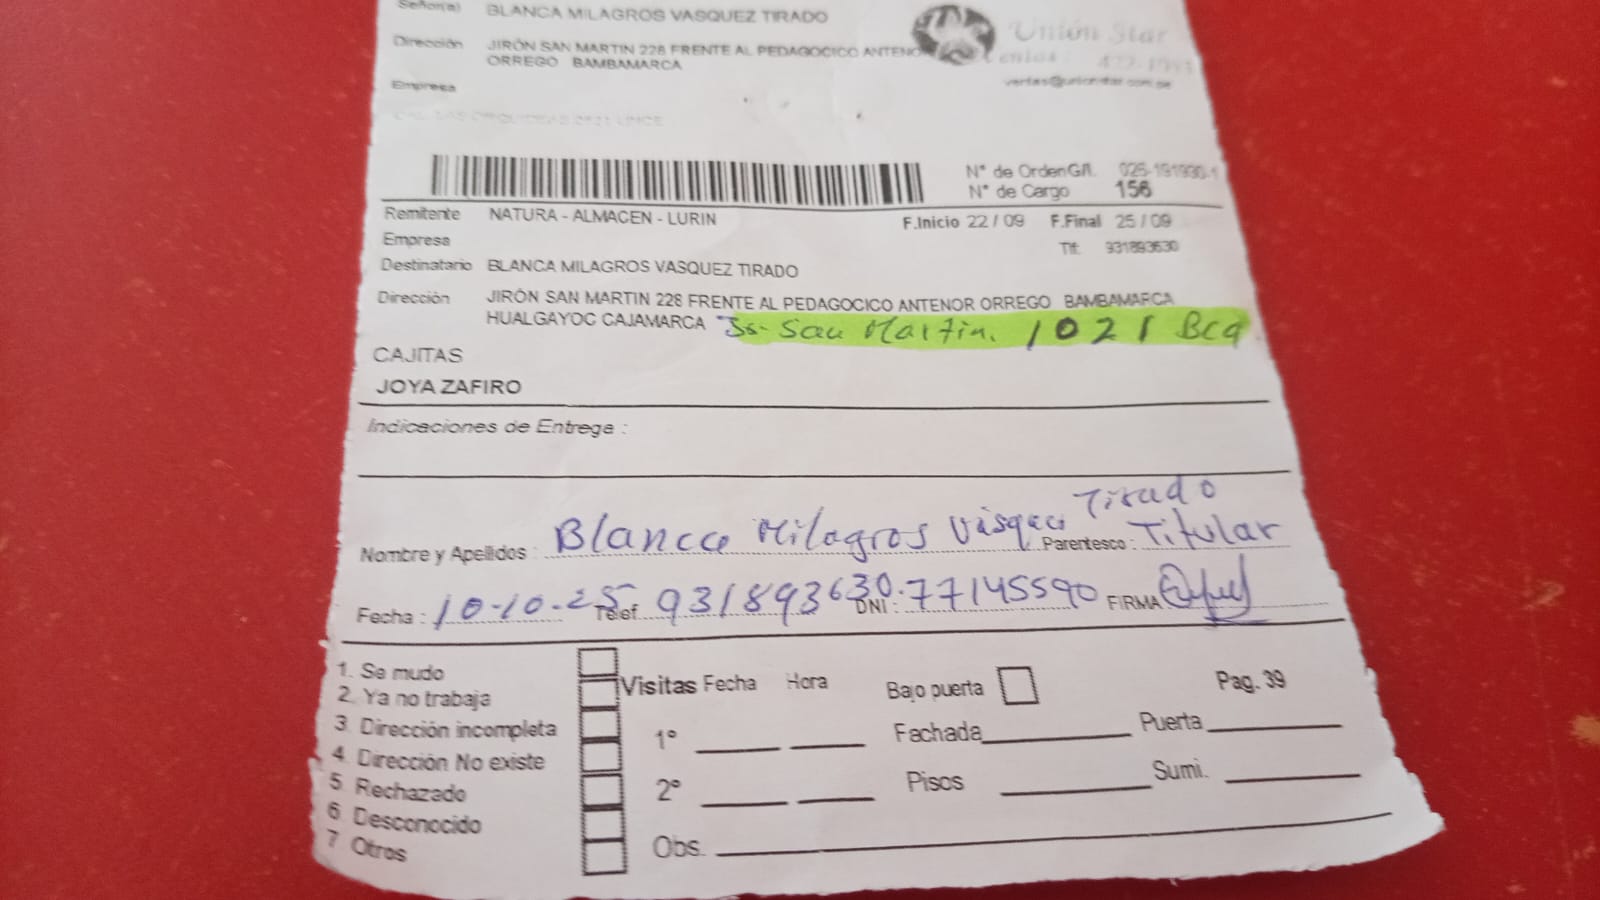 Señor(a) BLANCA MILAGROS VASQUEZ TIRADO
Unión Star
Dirección JIRÓN SAN MARTIN 228 FRENTE AL PEDAGOCICO ANTENO
ORREGO BAMBAMARCA
ventas@unionstar.com.pe
Empresa
N° de Orden G/I. 026-191930-1
N° de Cargo 156
Remitente NATURA - ALMACEN - LURIN F.Inicio 22 / 09 F.Final 25 / 09
Empresa Tlf: 931893630
Destinatario BLANCA MILAGROS VASQUEZ TIRADO
Dirección JIRÓN SAN MARTIN 228 FRENTE AL PEDAGOCICO ANTENOR ORREGO BAMBAMARCA
HUALGAYOC CAJAMARCA San Martin. 1021 Bca
CAJITAS
JOYA ZAFIRO
Indicaciones de Entrega :
Nombre y Apellidos : Blanca Milagros Vasquez Tirado Parentesco : Titular
Fecha : 10-10-25 Telef. 931893630 DNI : 77145590 FIRMA
1. Se mudo
2. Ya no trabaja
3. Dirección incompleta
4. Dirección No existe
5. Rechazado
6 Desconocido
7 Otros
Visitas Fecha Hora Bajo puerta Pag. 39
1° Fachada Puerta
2° Pisos Sumi.
Obs.